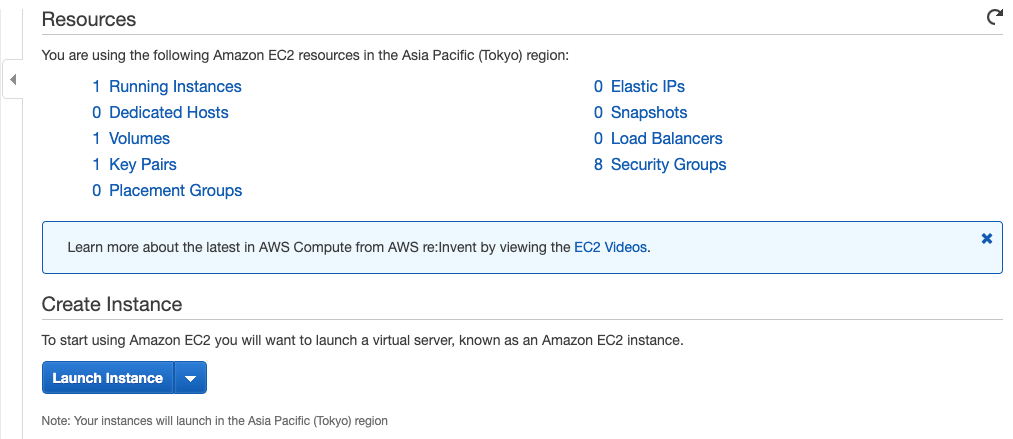 Resources
You are using the following Amazon EC2 resources in the Asia Pacific (Tokyo) region:
1 Running Instances
0 Dedicated Hosts
1 Volumes
1 Key Pairs
0 Placement Groups
0 Elastic IPs
0 Snapshots
0 Load Balancers
8 Security Groups
Learn more about the latest in AWS Compute from AWS re:Invent by viewing the EC2 Videos.
Create Instance
To start using Amazon EC2 you will want to launch a virtual server, known as an Amazon EC2 instance.
Launch Instance
Note: Your instances will launch in the Asia Pacific (Tokyo) region